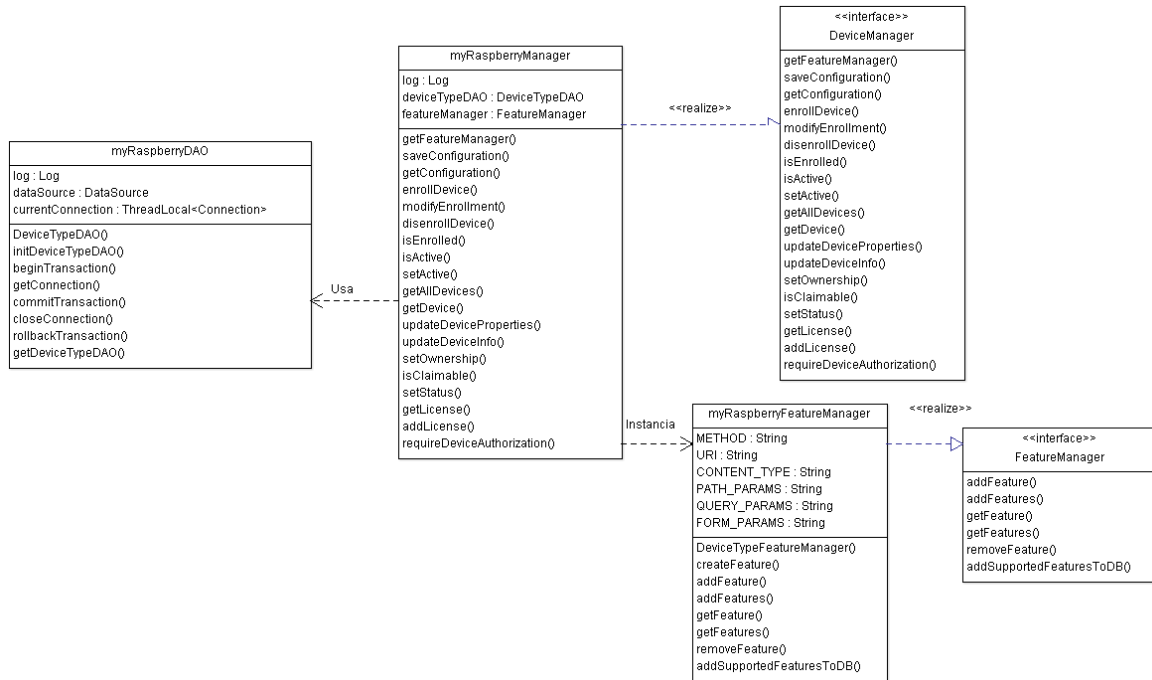 <<interface>>
DeviceManager
getFeatureManager()
saveConfiguration()
getConfiguration()
enrollDevice()
modifyEnrollment()
disenrollDevice()
isEnrolled()
isActive()
setActive()
getAllDevices()
getDevice()
updateDeviceProperties()
updateDeviceInfo()
setOwnership()
isClaimable()
setStatus()
getLicense()
addLicense()
requireDeviceAuthorization()
<<realize>>
myRaspberryManager
log : Log
deviceTypeDAO : DeviceTypeDAO
featureManager : FeatureManager
getFeatureManager()
saveConfiguration()
getConfiguration()
enrollDevice()
modifyEnrollment()
disenrollDevice()
isEnrolled()
isActive()
setActive()
getAllDevices()
getDevice()
updateDeviceProperties()
updateDeviceInfo()
setOwnership()
isClaimable()
setStatus()
getLicense()
addLicense()
requireDeviceAuthorization()
Usa
myRaspberryDAO
log : Log
dataSource : DataSource
currentConnection : ThreadLocal<Connection>
DeviceTypeDAO()
initDeviceTypeDAO()
beginTransaction()
getConnection()
commitTransaction()
closeConnection()
rollbackTransaction()
getDeviceTypeDAO()
Instancia
myRaspberryFeatureManager
METHOD : String
URI : String
CONTENT_TYPE : String
PATH_PARAMS : String
QUERY_PARAMS : String
FORM_PARAMS : String
DeviceTypeFeatureManager()
createFeature()
addFeature()
addFeatures()
getFeature()
getFeatures()
removeFeature()
addSupportedFeaturesToDB()
<<realize>>
<<interface>>
FeatureManager
addFeature()
addFeatures()
getFeature()
getFeatures()
removeFeature()
addSupportedFeaturesToDB()